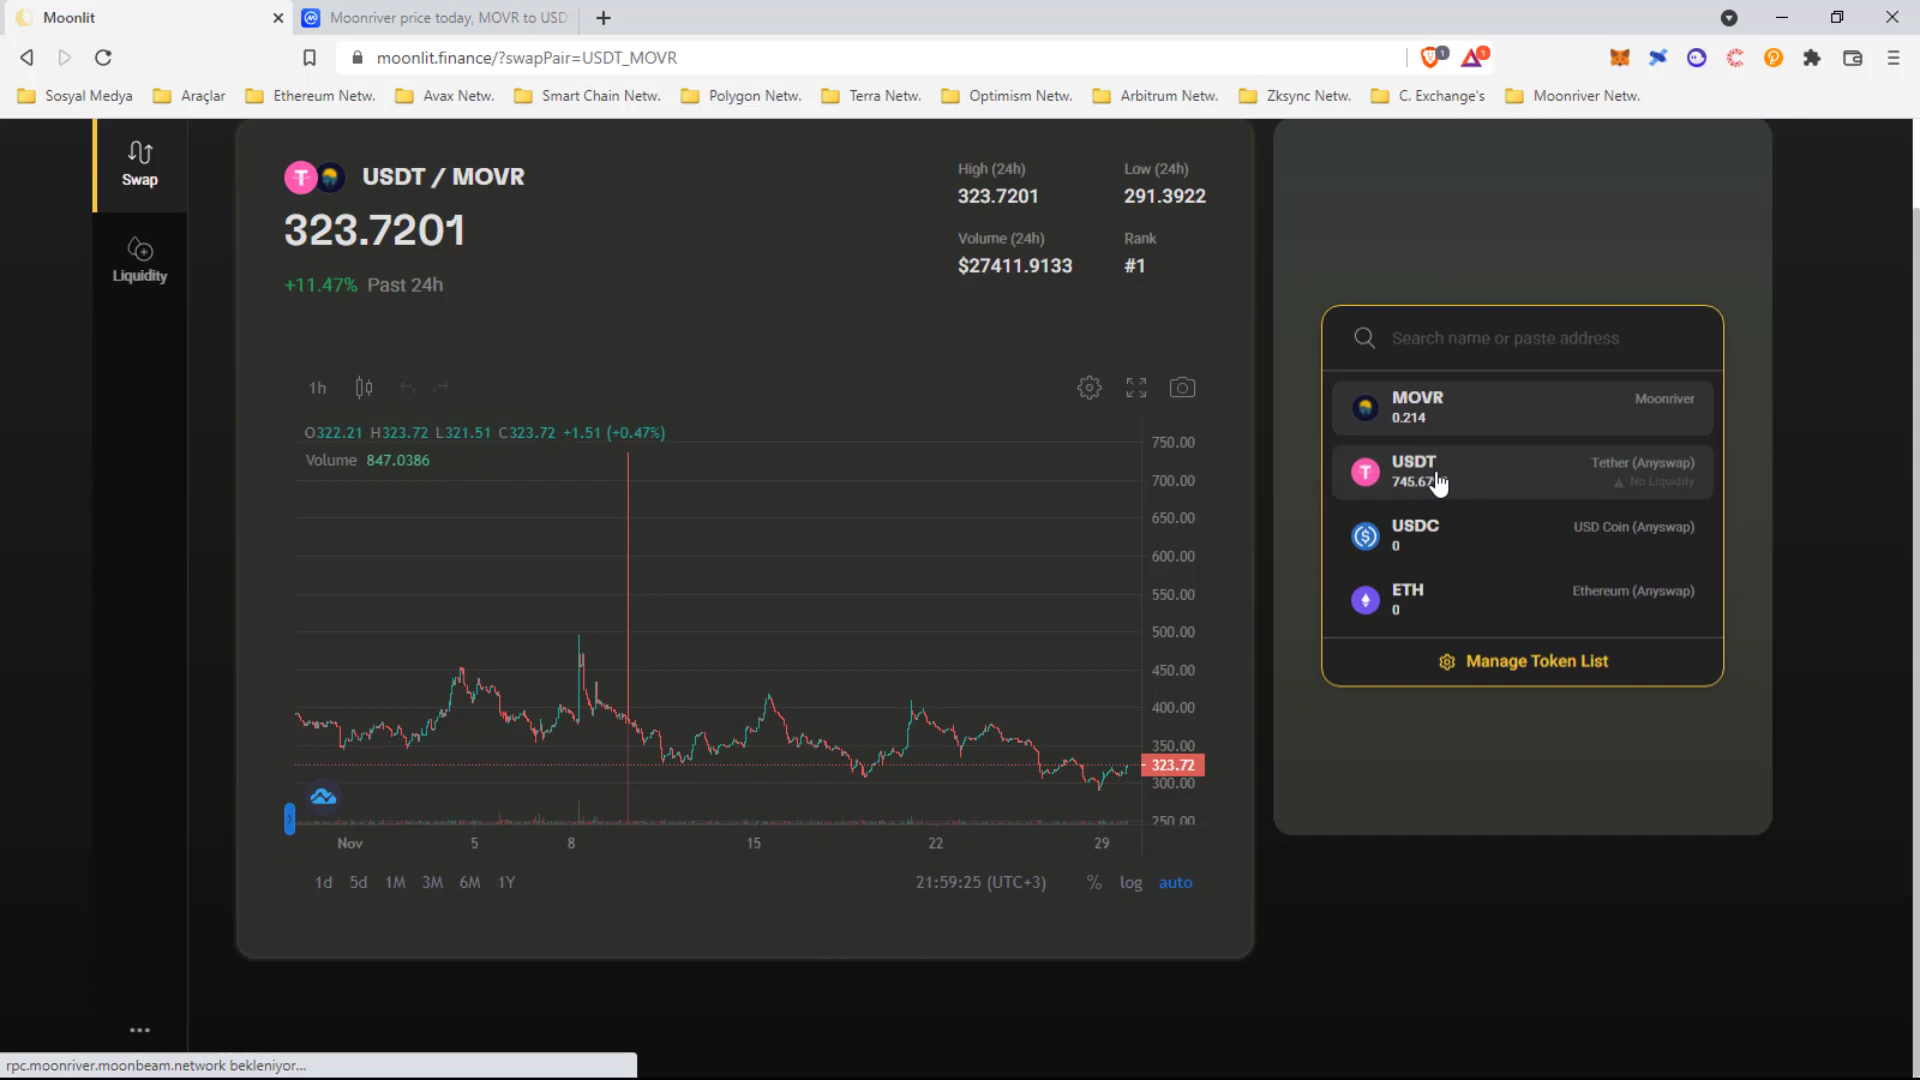 Moonlit
Moonriver price today, MOVR to USD
moonlit.finance/?swapPair=USDT_MOVR
1
1
Sosyal Medya
Araçlar
Ethereum Netw.
Avax Netw.
Smart Chain Netw.
Polygon Netw.
Terra Netw.
Optimism Netw.
Arbitrum Netw.
Zksync Netw.
C. Exchange's
Moonriver Netw.
Swap
Liquidity
USDT / MOVR
323.7201
+11.47% Past 24h
High (24h)
323.7201
Low (24h)
291.3922
Volume (24h)
$27411.9133
Rank
#1
1h
O322.21 H323.72 L321.51 C323.72 +1.51 (+0.47%)
Volume 847.0386
750.00
700.00
650.00
600.00
550.00
500.00
450.00
400.00
350.00
323.72
300.00
250.00
Nov 5 8 15 22 29
1d 5d 1M 3M 6M 1Y
21:59:25 (UTC+3) % log auto
Search name or paste address
MOVR
Moonriver
0.214
USDT
Tether (Anyswap)
No Liquidity
USDC
USD Coin (Anyswap)
0
ETH
Ethereum (Anyswap)
0
Manage Token List
rpc.moonriver.moonbeam.network bekleniyor...